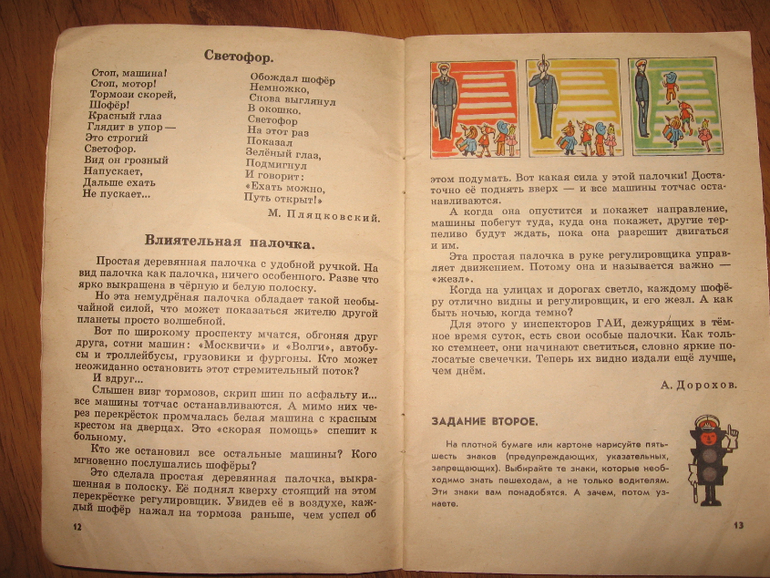 Светофор.
Стоп, машина!
Стоп, мотор!
Тормози скорей,
Шофёр!
Красный глаз
Глядит в упор —
Это строгий
Светофор.
Вид он грозный
Напускает,
Дальше ехать
Не пускает...
Обождал шофёр
Немножко,
Снова выглянул
В окошко.
Светофор
На этот раз
Показал
Зелёный глаз,
Подмигнул
И говорит:
«Ехать можно,
Путь открыт!»
М. Пляцковский.
Влиятельная палочка.
Простая деревянная палочка с удобной ручкой. На
вид палочка как палочка, ничего особенного. Разве что
ярко выкрашена в чёрную и белую полоску.
Но эта немудрёная палочка обладает такой необы-
чайной силой, что может показаться жителю другой
планеты просто волшебной.
Вот по широкому проспекту мчатся, обгоняя друг
друга, сотни машин: «Москвичи» и «Волги», автобу-
сы и троллейбусы, грузовики и фургоны. Кто может
неожиданно остановить этот стремительный поток?
И вдруг...
Слышен визг тормозов, скрип шин по асфальту и...
все машины тотчас останавливаются. А мимо них че-
рез перекрёсток промчалась белая машина с красным
крестом на дверцах. Это «скорая помощь» спешит к
больному.
Кто же остановил все остальные машины? Кого
мгновенно послушались шофёры?
Это сделала простая деревянная палочка, выкра-
шенная в полоску. Её поднял кверху стоящий на этом
перекрёстке регулировщик. Увидев её в воздухе, каж-
дый шофёр нажал на тормоза раньше, чем успел об
12
этом подумать. Вот какая сила у этой палочки! Доста-
точно её поднять вверх — и все машины тотчас оста-
навливаются.
А когда она опустится и покажет направление,
машины побегут туда, куда она покажет, другие тер-
пеливо будут ждать, пока она разрешит двигаться
и им.
Эта простая палочка в руке регулировщика управ-
ляет движением. Потому она и называется важно —
«жезл».
Когда на улицах и дорогах светло, каждому шофё-
ру отлично видны и регулировщик, и его жезл. А как
быть ночью, когда темно?
Для этого у инспекторов ГАИ, дежурящих в тём-
ное время суток, есть свои особые палочки. Как толь-
ко стемнеет, они начинают светиться, словно яркие по-
лосатые свечечки. Теперь их видно издали ещё лучше,
чем днём.
А. Дорохов.
ЗАДАНИЕ ВТОРОЕ.
На плотной бумаге или картоне нарисуйте пять-
шесть знаков (предупреждающих, указательных,
запрещающих). Выбирайте те знаки, которые необ-
ходимо знать пешеходам, а не только водителям.
Эти знаки вам понадобятся. А зачем, потом уз-
наете.
13